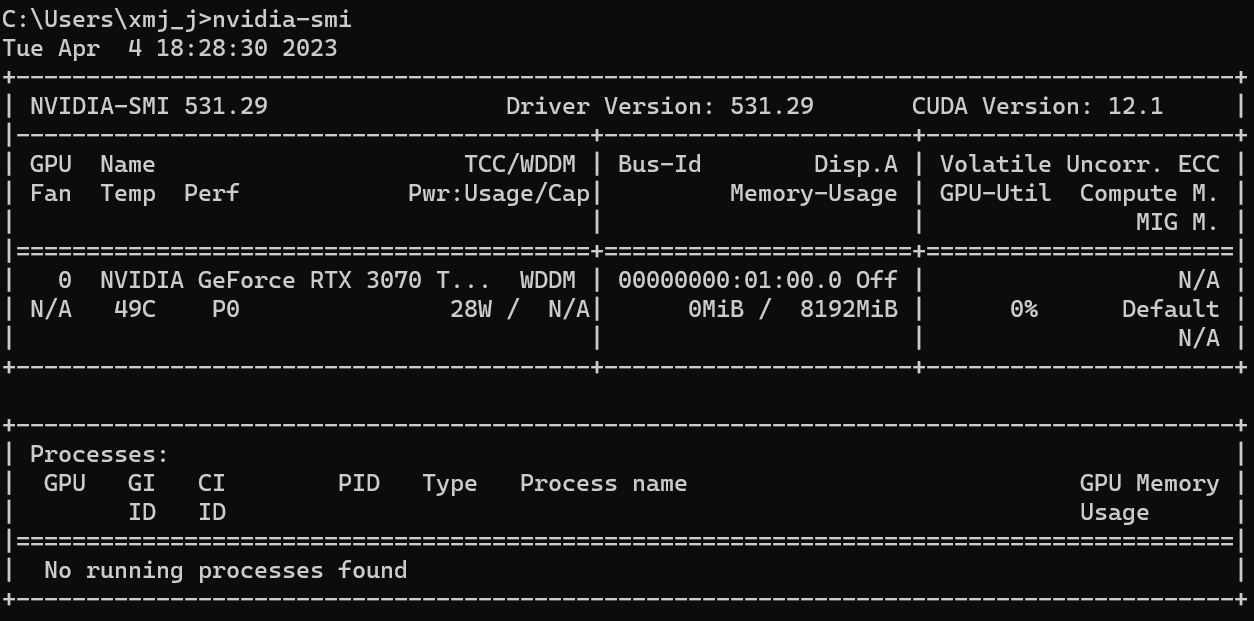 C:\Users\xmj_j>nvidia-smi
Tue Apr  4 18:28:30 2023
+---------------------------------------------------------------------------------------+
| NVIDIA-SMI 531.29                 Driver Version: 531.29       CUDA Version: 12.1     |
|-----------------------------------------+----------------------+----------------------+
| GPU  Name                      TCC/WDDM | Bus-Id        Disp.A | Volatile Uncorr. ECC |
| Fan  Temp  Perf            Pwr:Usage/Cap|         Memory-Usage | GPU-Util  Compute M. |
|                                         |                      |               MIG M. |
|=========================================+======================+======================|
|   0  NVIDIA GeForce RTX 3070 T...  WDDM | 00000000:01:00.0 Off |                  N/A |
| N/A   49C    P0               28W /  N/A|      0MiB /  8192MiB |      0%      Default |
|                                         |                      |                  N/A |
+-----------------------------------------+----------------------+----------------------+

+---------------------------------------------------------------------------------------+
| Processes:                                                                            |
|  GPU   GI   CI        PID   Type   Process name                            GPU Memory |
|        ID   ID                                                             Usage      |
|=======================================================================================|
|  No running processes found                                                           |
+---------------------------------------------------------------------------------------+